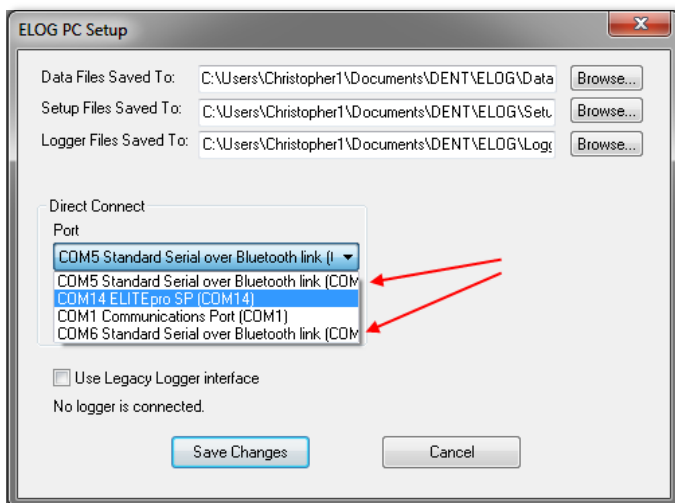 ELOG PC Setup
Data Files Saved To: C:\Users\Christopher1\Documents\DENT\ELOG\Data Browse...
Setup Files Saved To: C:\Users\Christopher1\Documents\DENT\ELOG\Setu Browse...
Logger Files Saved To: C:\Users\Christopher1\Documents\DENT\ELOG\Logg Browse...
Direct Connect
Port
COM5 Standard Serial over Bluetooth link (
COM5 Standard Serial over Bluetooth link (COM
COM14 ELITEpro SP (COM14)
COM1 Communications Port (COM1)
COM6 Standard Serial over Bluetooth link (COM
Use Legacy Logger interface
No logger is connected.
Save Changes Cancel